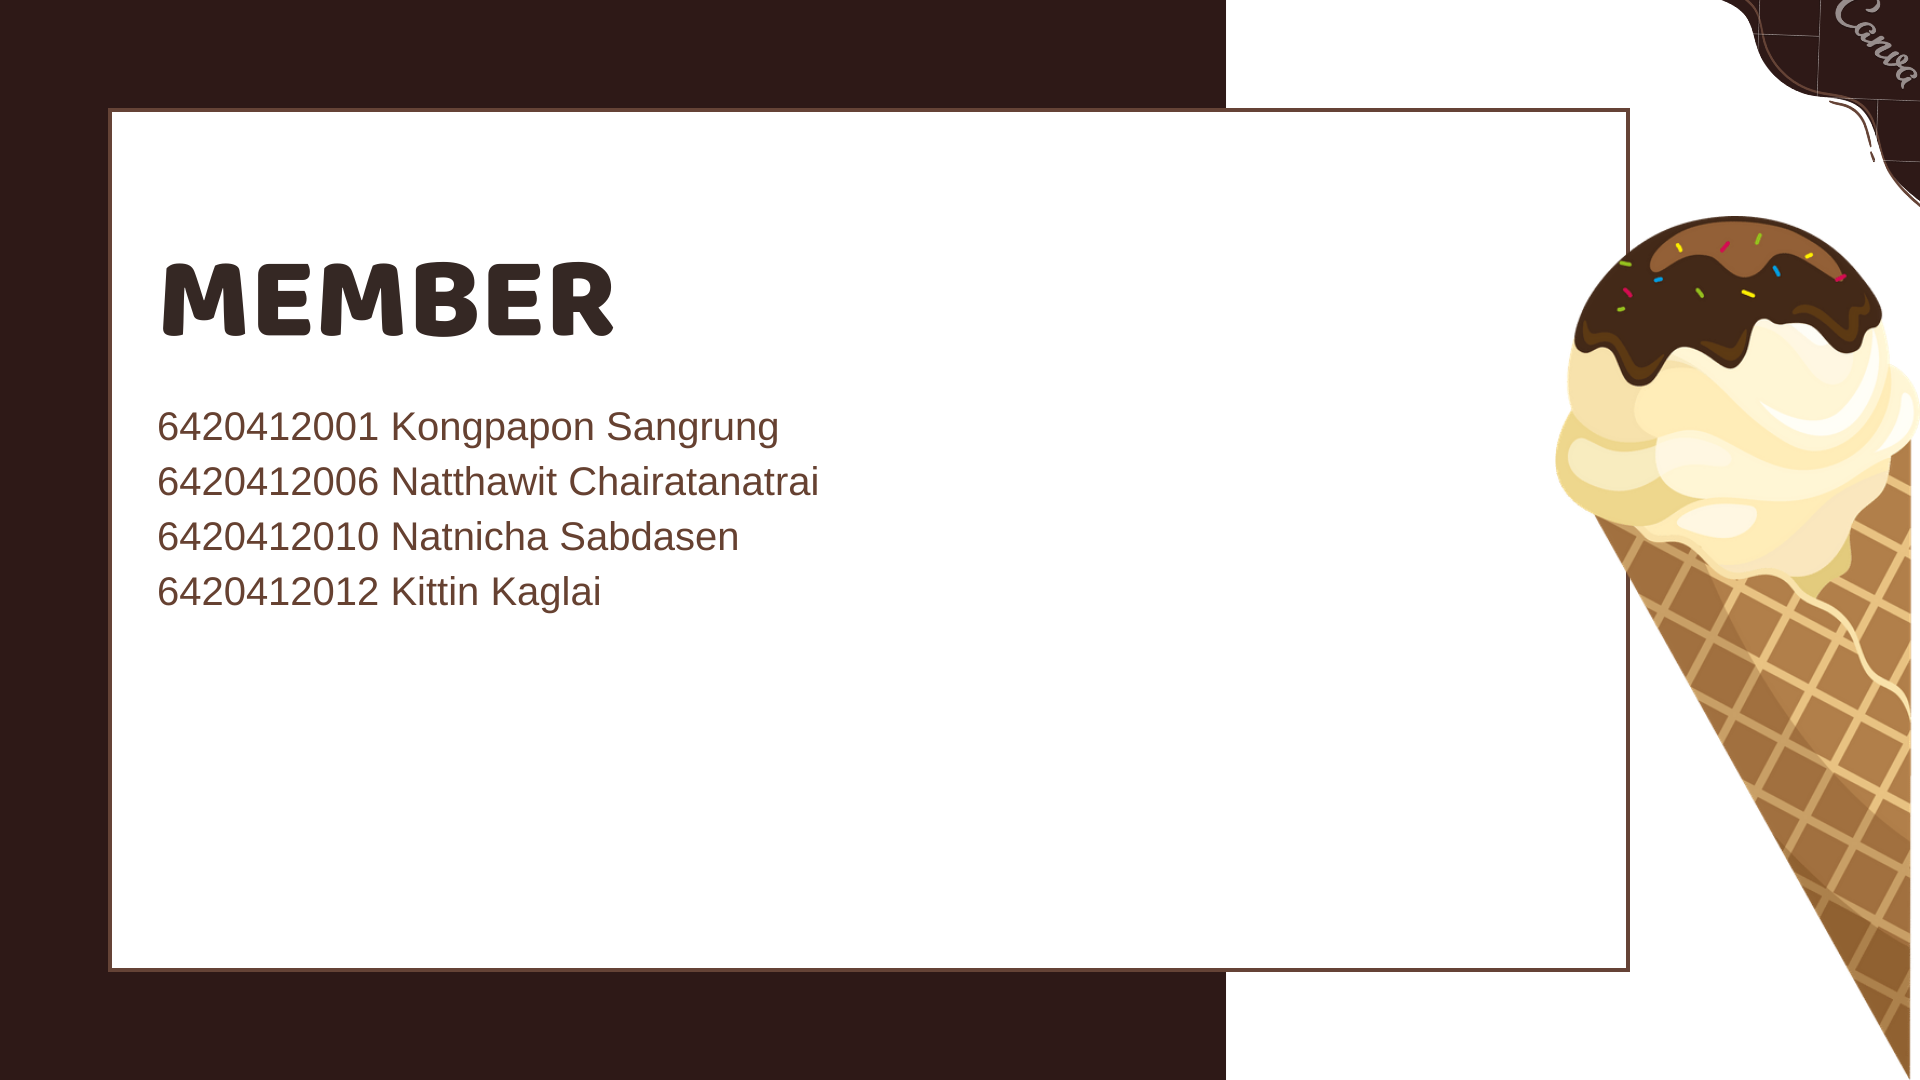 Canva
MEMBER
6420412001 Kongpapon Sangrung
6420412006 Natthawit Chairatanatrai
6420412010 Natnicha Sabdasen
6420412012 Kittin Kaglai